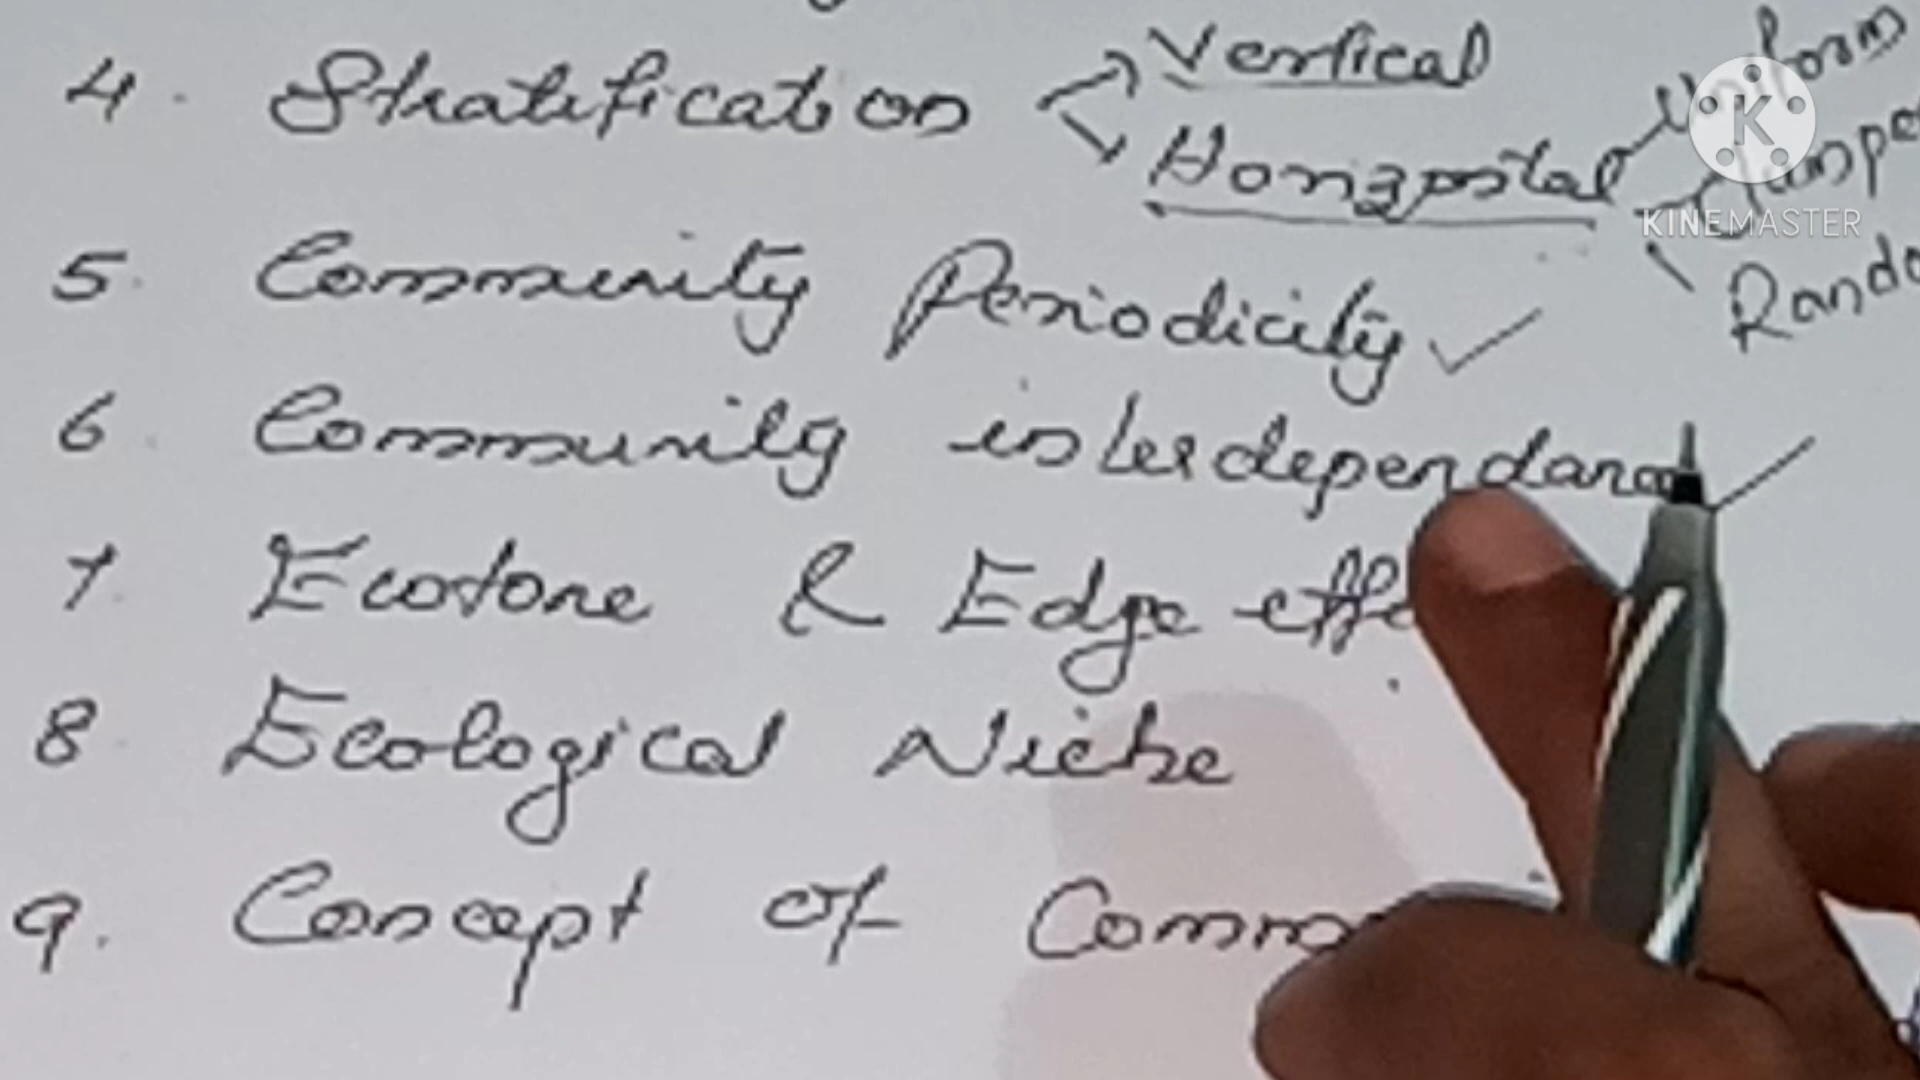 4. Stratification
Vertical
Horizontal
5. Community Periodicity
6. Community interdependance
7. Ecotone & Edge
8. Ecological Niche
9. Concept of
K
KINEMASTER